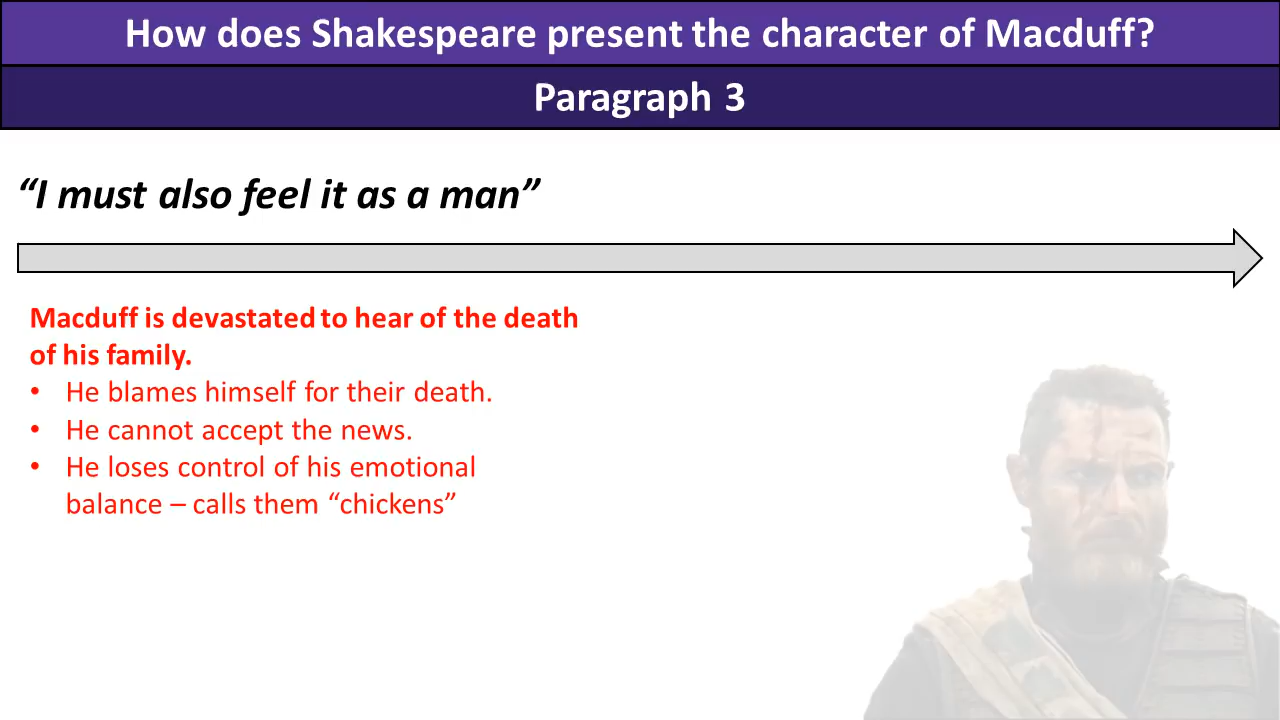 How does Shakespeare present the character of Macduff?
Paragraph 3
“I must also feel it as a man”
Macduff is devastated to hear of the death
of his family.
• He blames himself for their death.
• He cannot accept the news.
• He loses control of his emotional
balance – calls them “chickens”